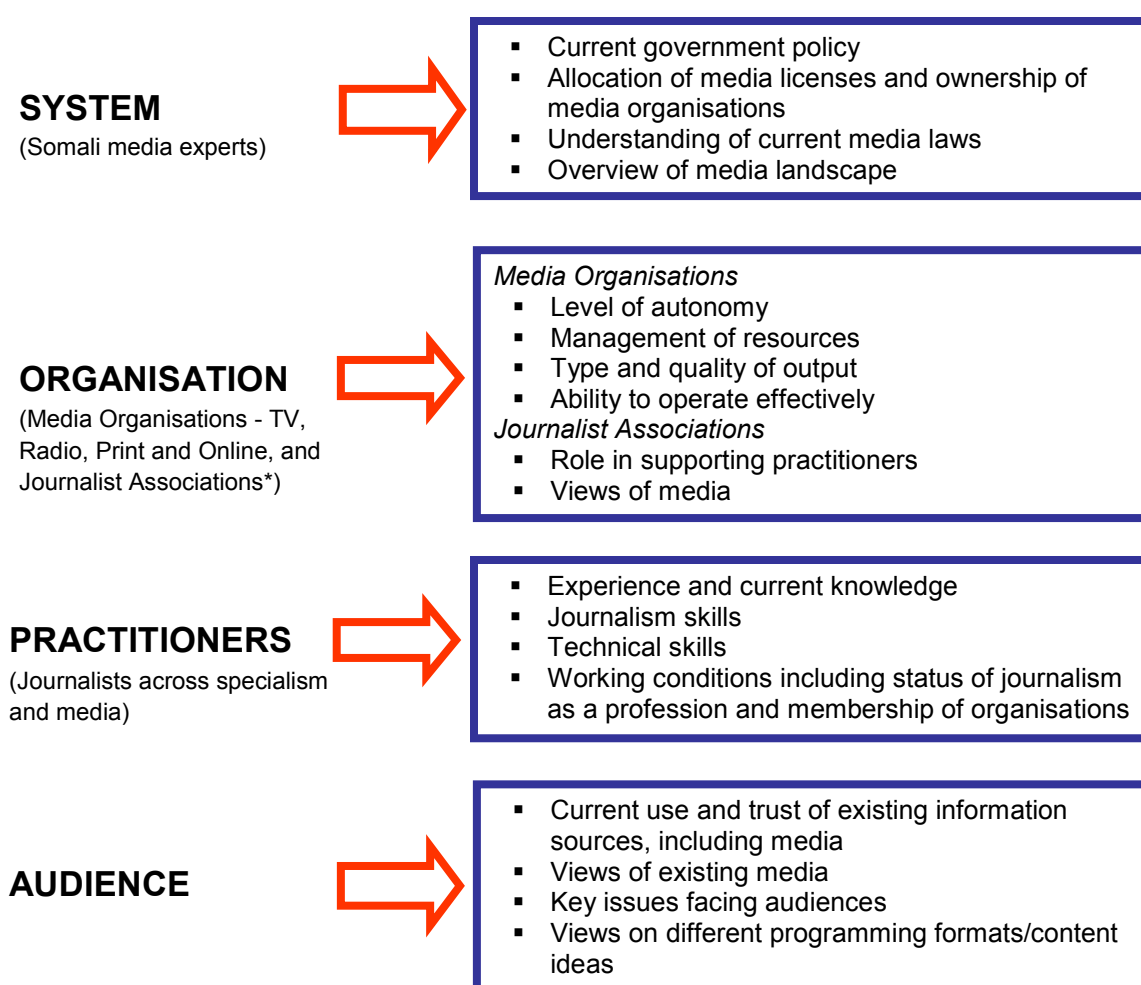 SYSTEM
(Somali media experts)
▪ Current government policy
▪ Allocation of media licenses and ownership of
media organisations
▪ Understanding of current media laws
▪ Overview of media landscape
ORGANISATION
(Media Organisations - TV,
Radio, Print and Online, and
Journalist Associations*)
Media Organisations
▪ Level of autonomy
▪ Management of resources
▪ Type and quality of output
▪ Ability to operate effectively
Journalist Associations
▪ Role in supporting practitioners
▪ Views of media
PRACTITIONERS
(Journalists across specialism
and media)
▪ Experience and current knowledge
▪ Journalism skills
▪ Technical skills
▪ Working conditions including status of journalism
as a profession and membership of organisations
AUDIENCE
▪ Current use and trust of existing information
sources, including media
▪ Views of existing media
▪ Key issues facing audiences
▪ Views on different programming formats/content
ideas